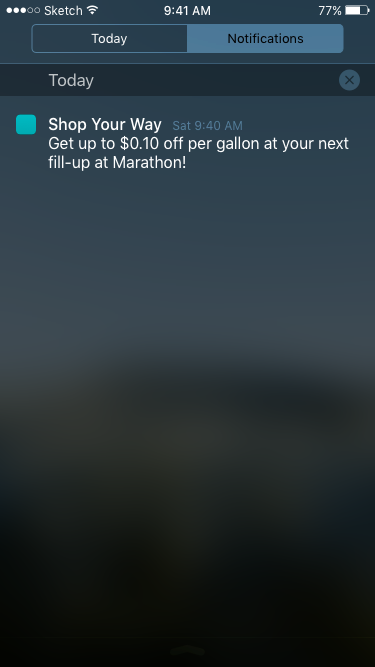 Sketch 9:41 AM 77%
Today Notifications
Today
Shop Your Way Sat 9:40 AM
Get up to $0.10 off per gallon at your next
fill-up at Marathon!